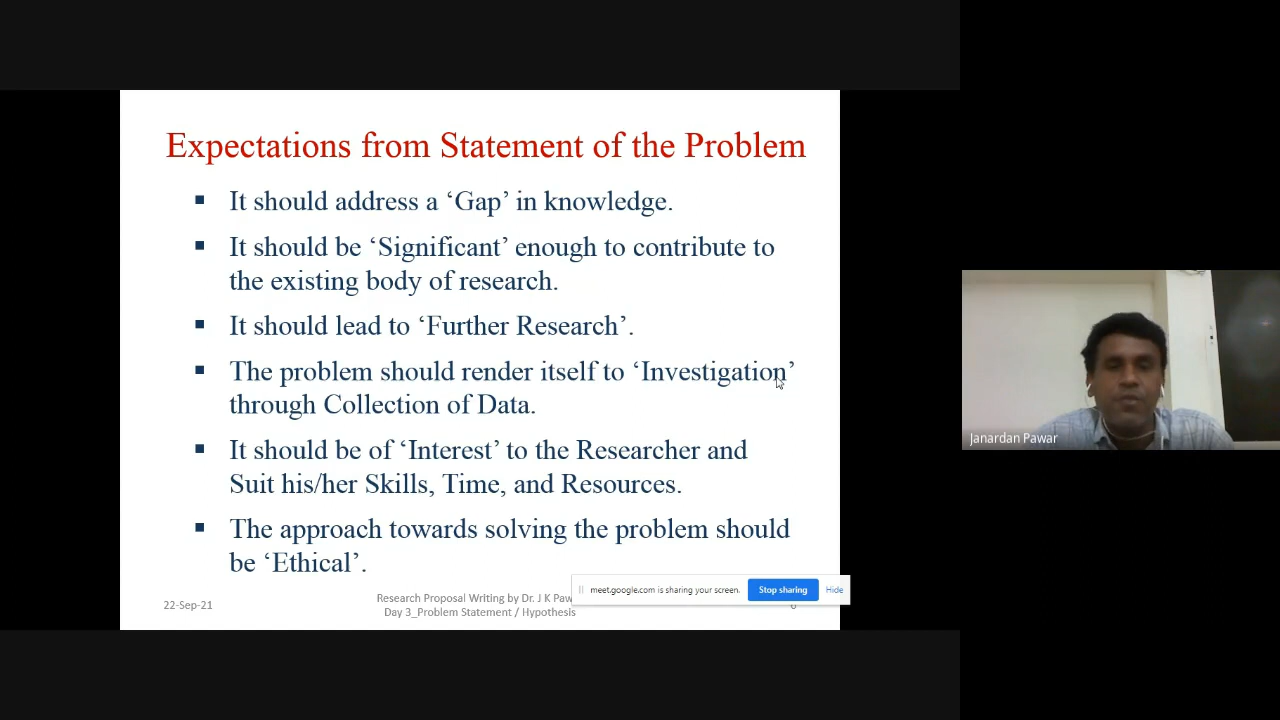 Expectations from Statement of the Problem
▪ It should address a ‘Gap’ in knowledge.
▪ It should be ‘Significant’ enough to contribute to
the existing body of research.
▪ It should lead to ‘Further Research’.
▪ The problem should render itself to ‘Investigation’
through Collection of Data.
▪ It should be of ‘Interest’ to the Researcher and
Suit his/her Skills, Time, and Resources.
▪ The approach towards solving the problem should
be ‘Ethical’.
22-Sep-21
Research Proposal Writing by Dr. J K Paw
Day 3_Problem Statement / Hypothesis
meet.google.com is sharing your screen.
Stop sharing
Hide
Janardan Pawar